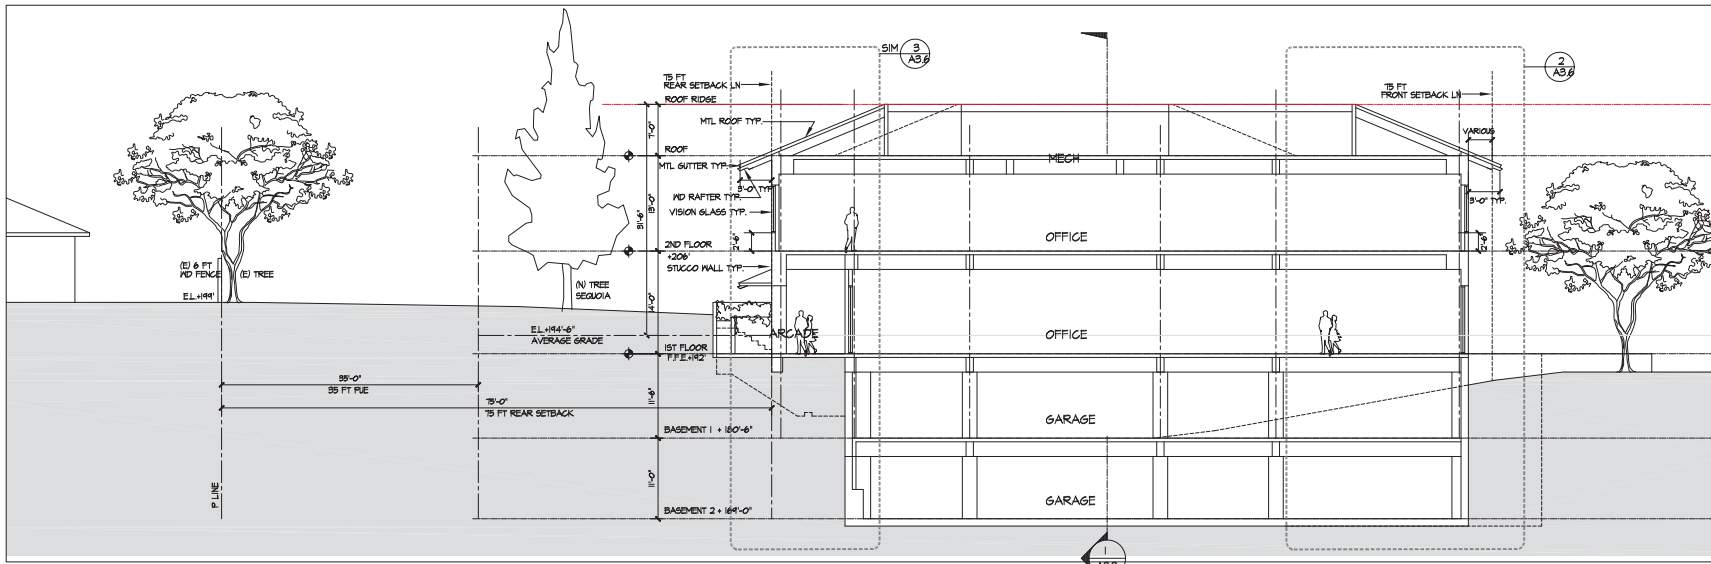 SIM
3
A3.6
2
A3.6
75 FT
REAR SETBACK LN
ROOF RIDGE
75 FT
FRONT SETBACK LN
MTL ROOF TYP.
7'-0"
VARIOUS
ROOF
MECH
MTL GUTTER TYP.
3'-0" TYP.
WD RAFTER TYP.
3'-0" TYP.
VISION GLASS TYP.
31'-6"
13'-0"
2ND FLOOR
+206'
2'-6"
OFFICE
2'-6"
STUCCO WALL TYP.
(E) 6 FT
WD FENCE
(E) TREE
(N) TREE
SEQUOIA
E.L.+199'
14'-0"
E.L.+194'-6"
AVERAGE GRADE
ARCADE
OFFICE
1ST FLOOR
F.F.E.+192'
35'-0"
35 FT PUE
75'-0"
75 FT REAR SETBACK
11'-6"
GARAGE
BASEMENT 1 + 180'-6"
11'-0"
P LINE
GARAGE
BASEMENT 2 + 169'-0"
1